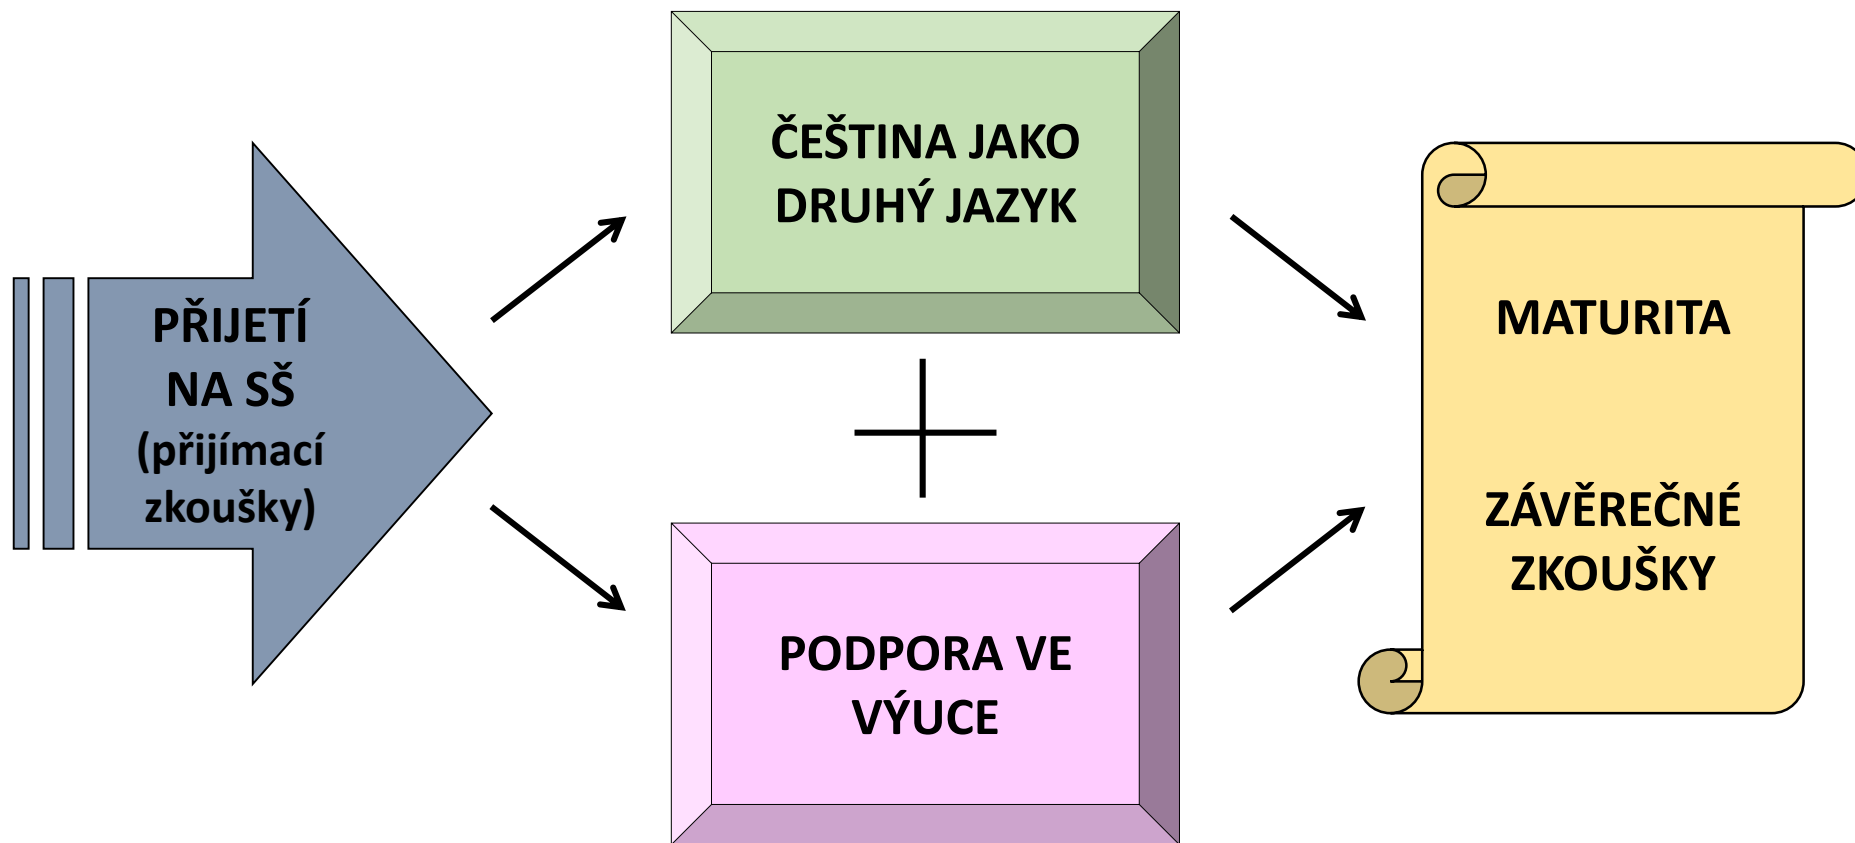 PŘIJETÍ
NA SŠ
(přijímací
zkoušky)
ČEŠTINA JAKO
DRUHÝ JAZYK
PODPORA VE
VÝUCE
MATURITA
ZÁVĚREČNÉ
ZKOUŠKY